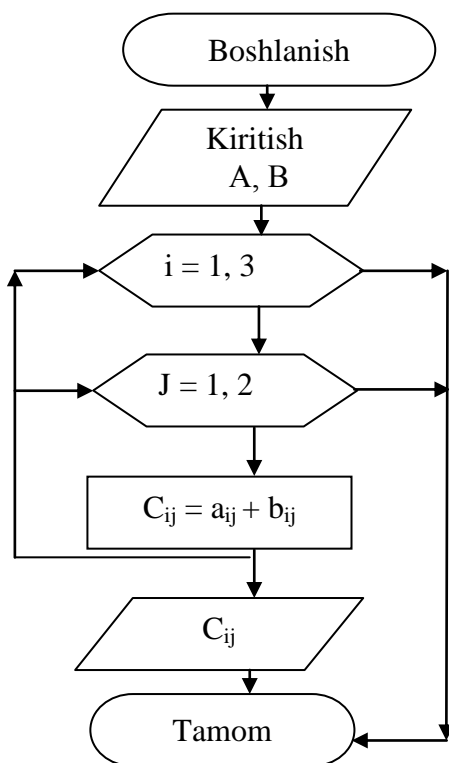 Boshlanish
Kiritish
A, B
i = 1, 3
J = 1, 2
Cij = aij + bij
Cij
Tamom